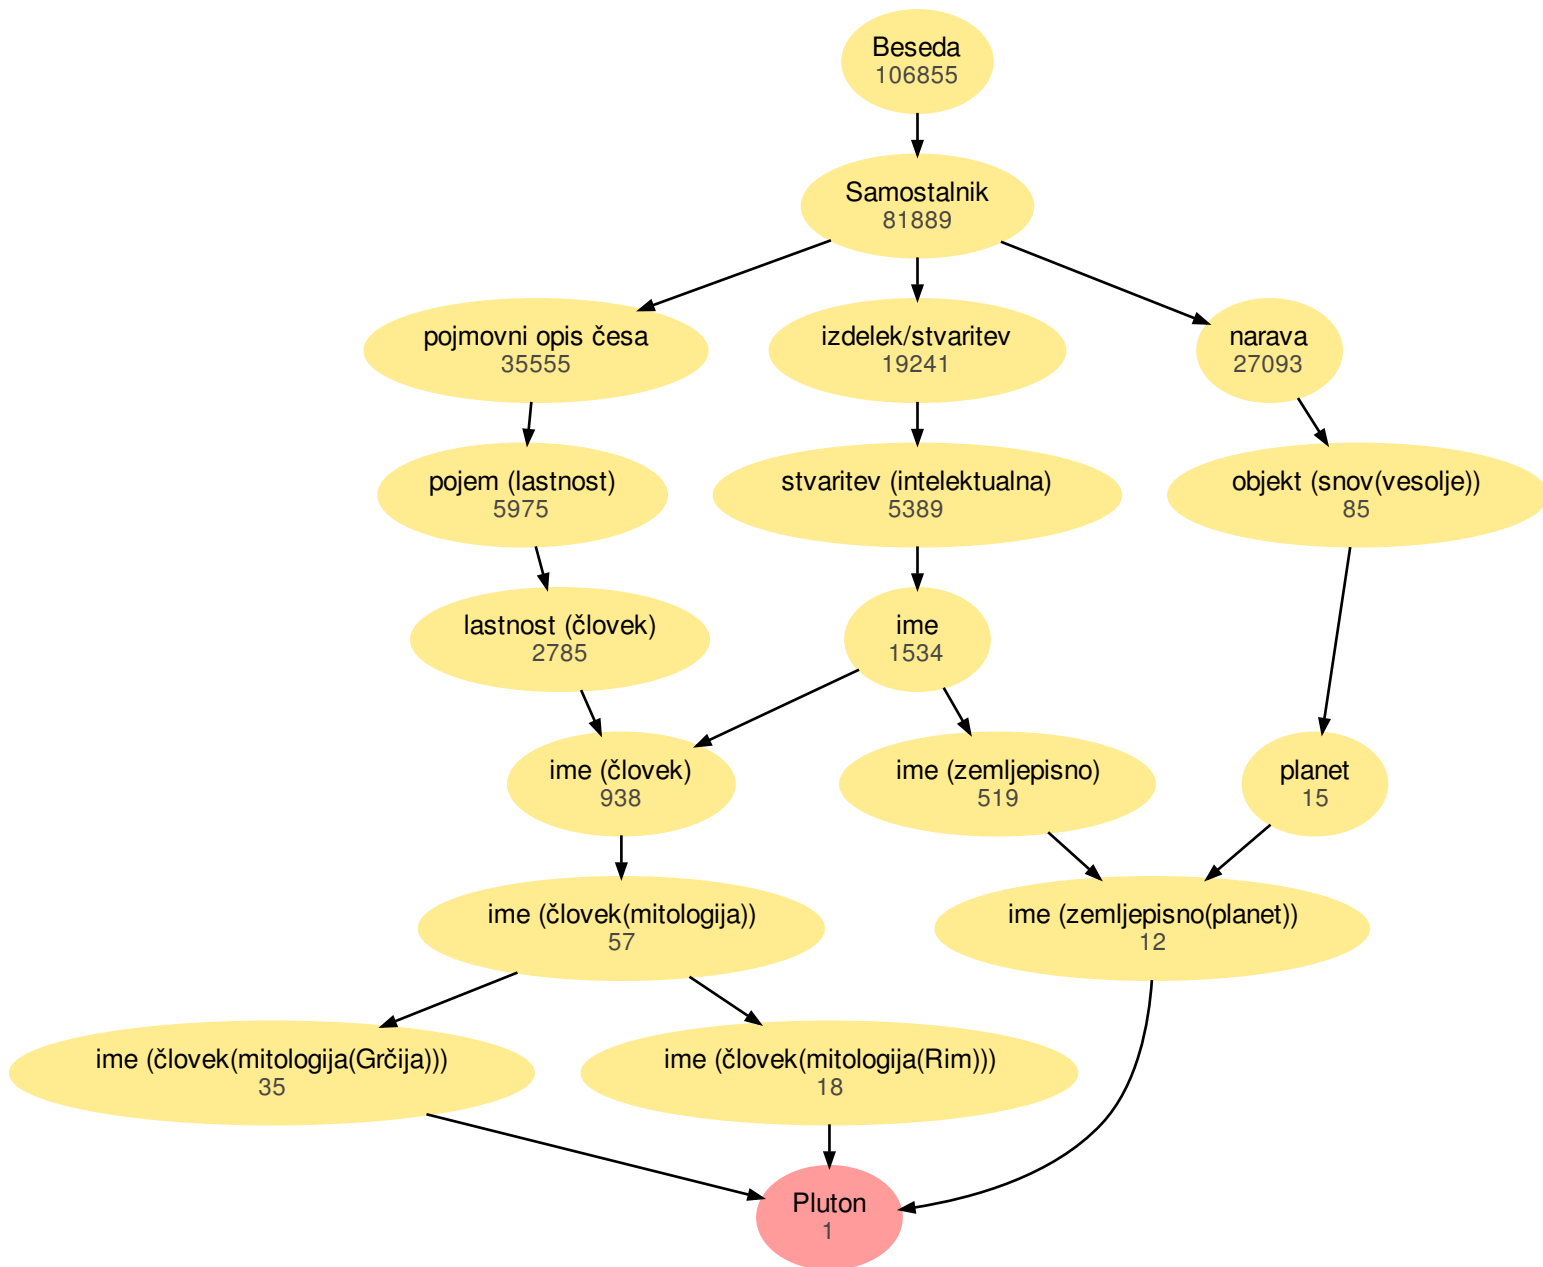 Beseda
106855
Samostalnik
81889
pojmovni opis česa
35555
izdelek/stvaritev
19241
narava
27093
pojem (lastnost)
5975
stvaritev (intelektualna)
5389
objekt (snov(vesolje))
85
lastnost (človek)
2785
ime
1534
ime (človek)
938
ime (zemljepisno)
519
planet
15
ime (človek(mitologija))
57
ime (zemljepisno(planet))
12
ime (človek(mitologija(Grčija)))
35
ime (človek(mitologija(Rim)))
18
Pluton
1